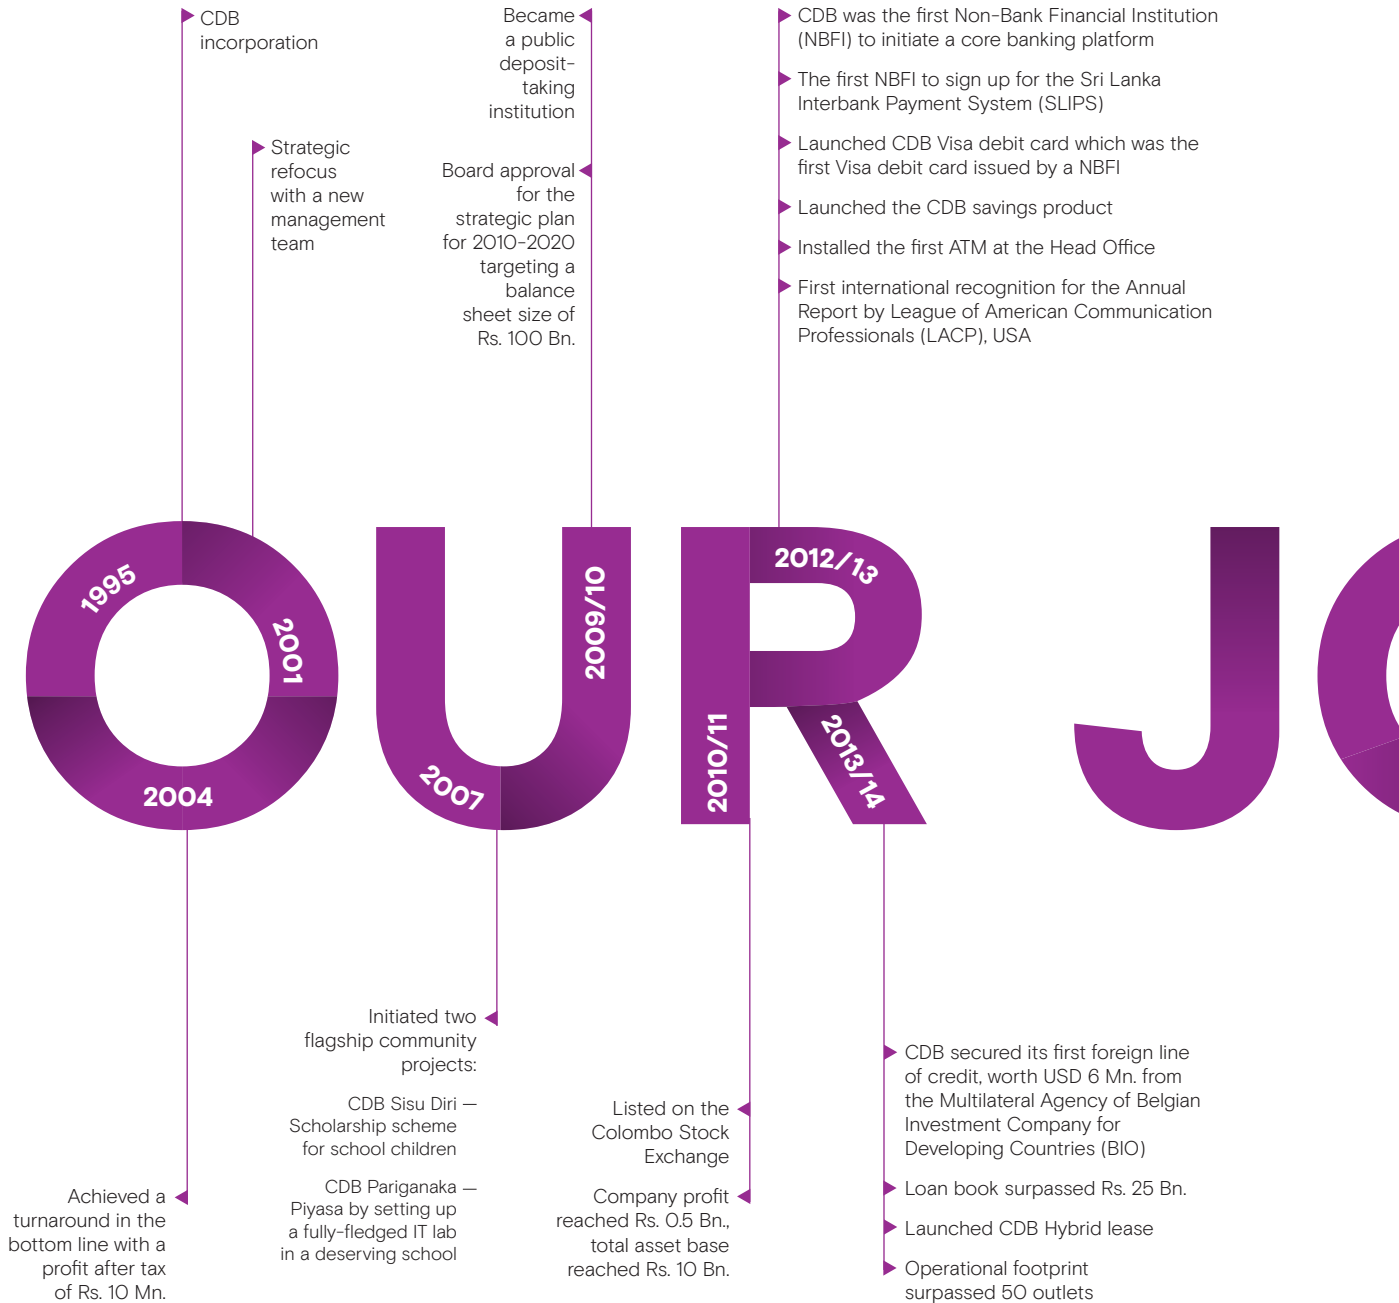 CDB
incorporation
Strategic
refocus
with a new
management
team
Became
a public
deposit-
taking
institution
Board approval
for the
strategic plan
for 2010-2020
targeting a
balance
sheet size of
Rs. 100 Bn.
CDB was the first Non-Bank Financial Institution
(NBFI) to initiate a core banking platform
The first NBFI to sign up for the Sri Lanka
Interbank Payment System (SLIPS)
Launched CDB Visa debit card which was the
first Visa debit card issued by a NBFI
Launched the CDB savings product
Installed the first ATM at the Head Office
First international recognition for the Annual
Report by League of American Communication
Professionals (LACP), USA
OUR JO
1995
2001
2004
2007
2009/10
2010/11
2012/13
2013/14
Achieved a
turnaround in the
bottom line with a
profit after tax
of Rs. 10 Mn.
Initiated two
flagship community
projects:
CDB Sisu Diri —
Scholarship scheme
for school children
CDB Pariganaka —
Piyasa by setting up
a fully-fledged IT lab
in a deserving school
Listed on the
Colombo Stock
Exchange
Company profit
reached Rs. 0.5 Bn.,
total asset base
reached Rs. 10 Bn.
CDB secured its first foreign line
of credit, worth USD 6 Mn. from
the Multilateral Agency of Belgian
Investment Company for
Developing Countries (BIO)
Loan book surpassed Rs. 25 Bn.
Launched CDB Hybrid lease
Operational footprint
surpassed 50 outlets